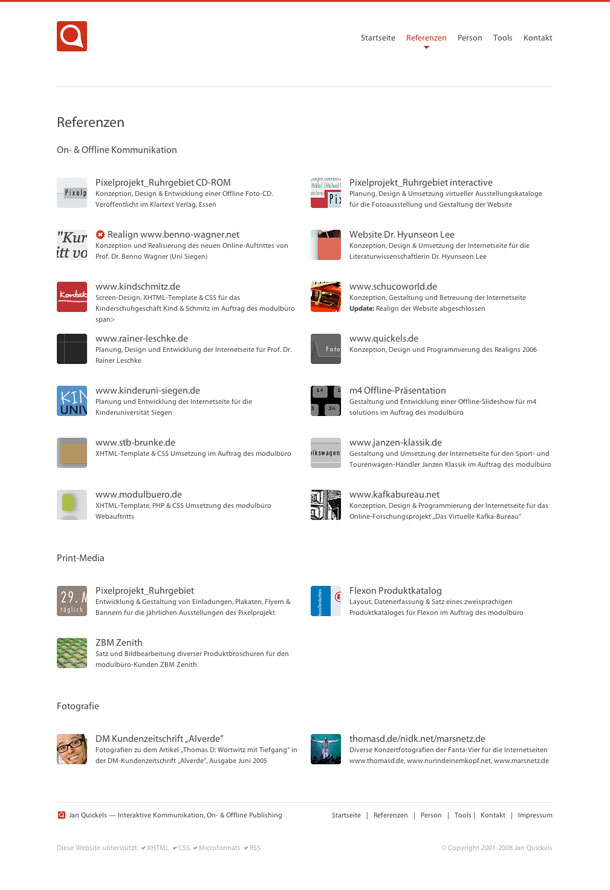 Startseite Referenzen Person Tools Kontakt
Referenzen
On- & Offline Kommunikation
Pixelprojekt_Ruhrgebiet CD-ROM
Konzeption, Design & Entwicklung einer Offline Foto-CD.
Veröffentlicht im Klartext Verlag, Essen
Pixelprojekt_Ruhrgebiet interactive
Planung, Design & Umsetzung virtueller Ausstellungskataloge
für die Fotoausstellung und Gestaltung der Website
Realign www.benno-wagner.net
Konzeption und Realisierung des neuen Online-Auftrittes von
Prof. Dr. Benno Wagner (Uni Siegen)
Website Dr. Hyunseon Lee
Konzeption, Design & Umsetzung der Internetseite für die
Literaturwissenschaftlerin Dr. Hyunseon Lee
www.kindschmitz.de
Screen-Design, XHTML-Template & CSS für das
Kinderschuhgeschäft Kind & Schmitz im Auftrag des modulbüro
span>
www.schucoworld.de
Konzeption, Gestaltung und Betreuung der Internetseite
Update: Realign der Website abgeschlossen
www.rainer-leschke.de
Planung, Design und Entwicklung der Internetseite für Prof. Dr.
Rainer Leschke
www.quickels.de
Konzeption, Design und Programmierung des Realigns 2006
www.kinderuni-siegen.de
Planung und Entwicklung der Internetseite für die
Kinderuniversität Siegen
m4 Offline-Präsentation
Gestaltung und Entwicklung einer Offline-Slideshow für m4
solutions im Auftrag des modulbüro
www.stb-brunke.de
XHTML-Template & CSS Umsetzung im Auftrag des modulbüro
www.janzen-klassik.de
Gestaltung und Umsetzung der Internetseite für den Sport- und
Tourenwagen-Händler Janzen Klassik im Auftrag des modulbüro
www.modulbuero.de
XHTML-Template, PHP & CSS Umsetzung des modulbüro
Webauftritts
www.kafkabureau.net
Konzeption, Design & Programmierung der Internetseite für das
Online-Forschungsprojekt „Das Virtuelle Kafka-Bureau“
Print-Media
Pixelprojekt_Ruhrgebiet
Entwicklung & Gestaltung von Einladungen, Plakaten, Flyern &
Bannern für die jährlichen Ausstellungen des Pixelprojekt
Flexon Produktkatalog
Layout, Datenerfassung & Satz eines zweisprachigen
Produktkataloges für Flexon im Auftrag des modulbüro
ZBM Zenith
Satz und Bildbearbeitung diverser Produktbroschüren für den
modulbüro-Kunden ZBM Zenith
Fotografie
DM Kundenzeitschrift „Alverde“
Fotografien zu dem Artikel „Thomas D: Wortwitz mit Tiefgang“ in
der DM-Kundenzeitschrift „Alverde“, Ausgabe Juni 2005
thomasd.de/nidk.net/marsnetz.de
Diverse Konzertfotografien der Fanta-Vier für die Internetseiten
www.thomasd.de, www.nurindeinemkopf.net, www.marsnetz.de
Jan Quickels — Interaktive Kommunikation, On- & Offline Publishing
Startseite | Referenzen | Person | Tools | Kontakt | Impressum
Diese Website unterstützt: ✔XHTML ✔CSS ✔Microformats ✔RSS
© Copyright 2001-2008 Jan Quickels